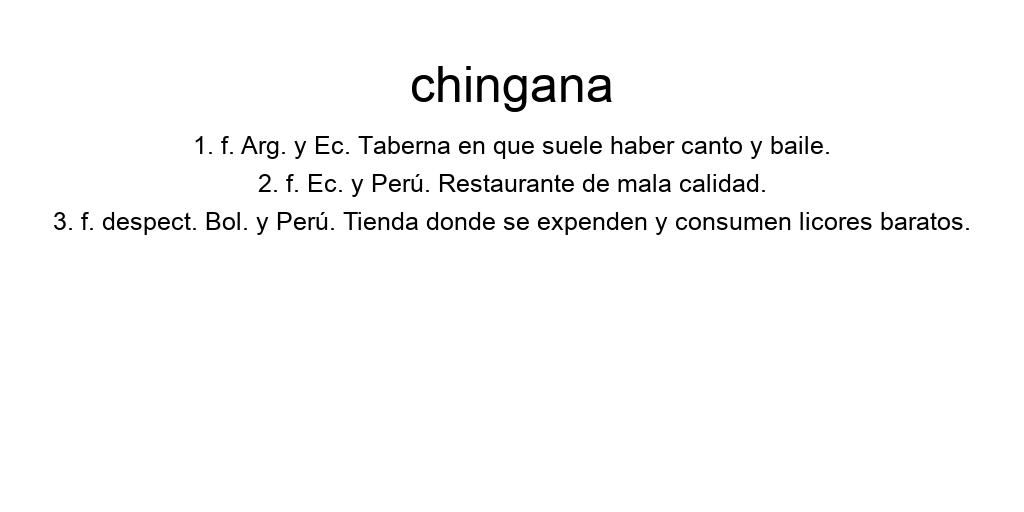 chingana
1. f. Arg. y Ec. Taberna en que suele haber canto y baile.
2. f. Ec. y Perú. Restaurante de mala calidad.
3. f. despect. Bol. y Perú. Tienda donde se expenden y consumen licores baratos.